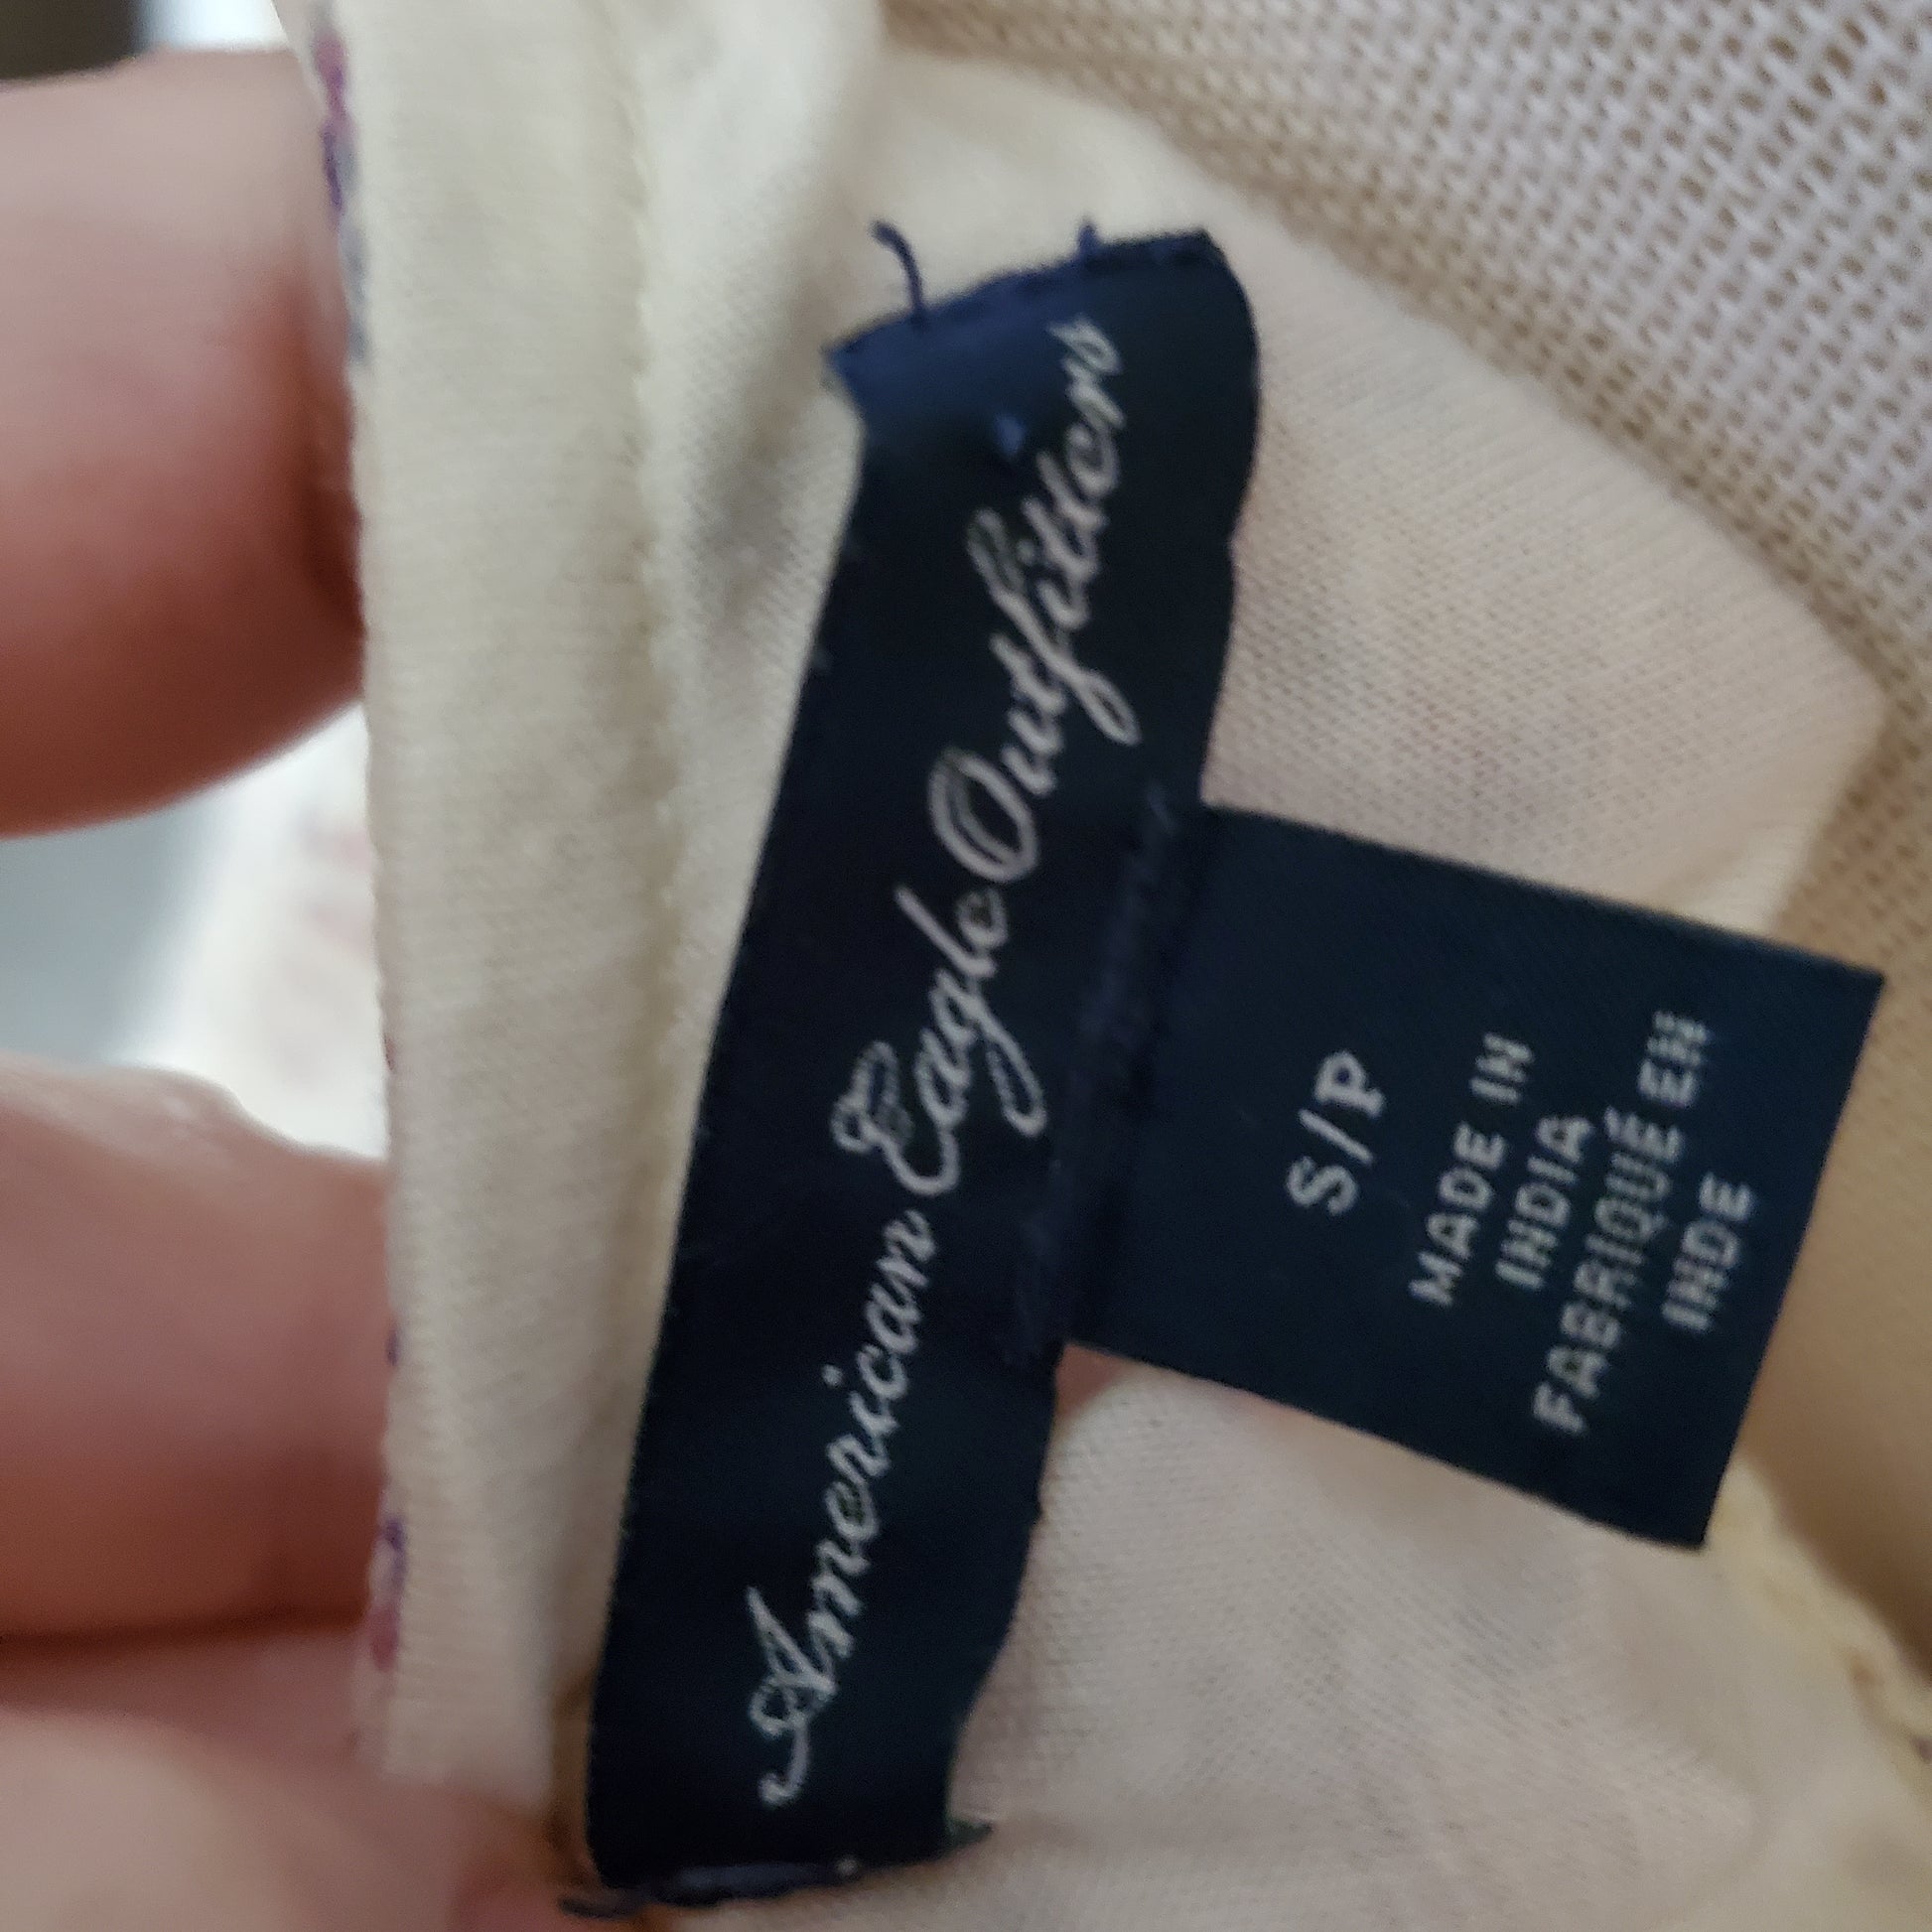 American Eagle Outfitters
S/P
MADE IN
INDIA
FABRIQUÉ EN
INDE